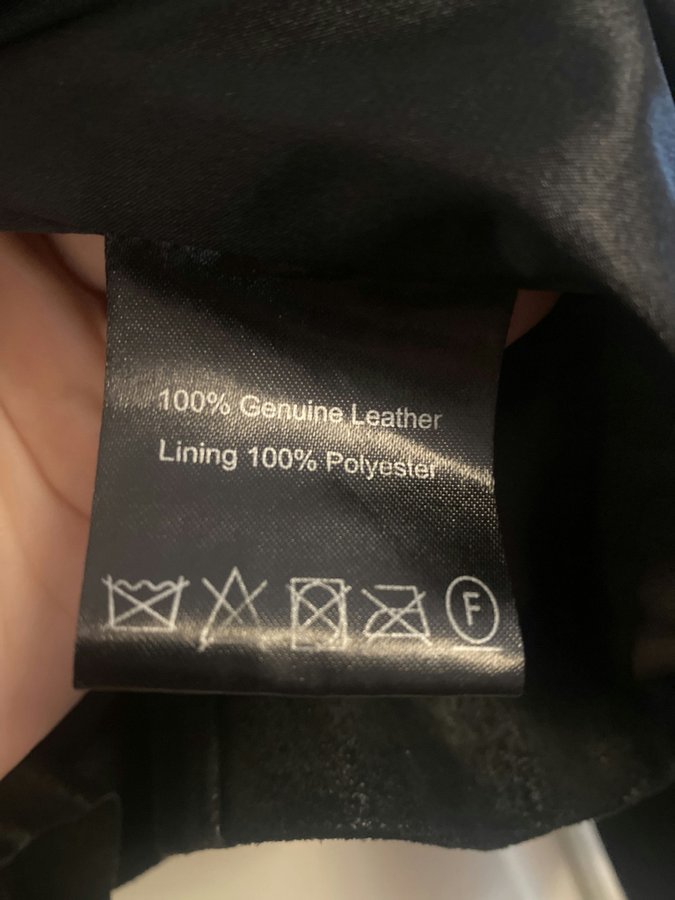 100% Genuine Leather
Lining 100% Polyester
F